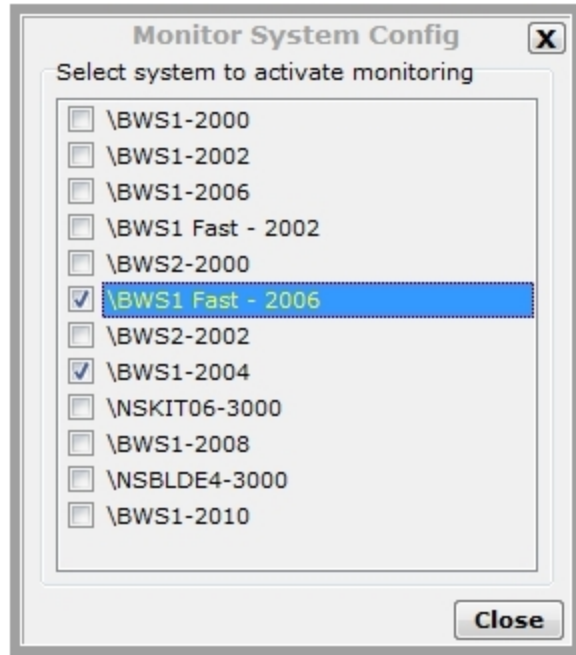 Monitor System Config
X
Select system to activate monitoring
\BWS1-2000
\BWS1-2002
\BWS1-2006
\BWS1 Fast - 2002
\BWS2-2000
\BWS1 Fast - 2006
\BWS2-2002
\BWS1-2004
\NSKIT06-3000
\BWS1-2008
\NSBLDE4-3000
\BWS1-2010
Close